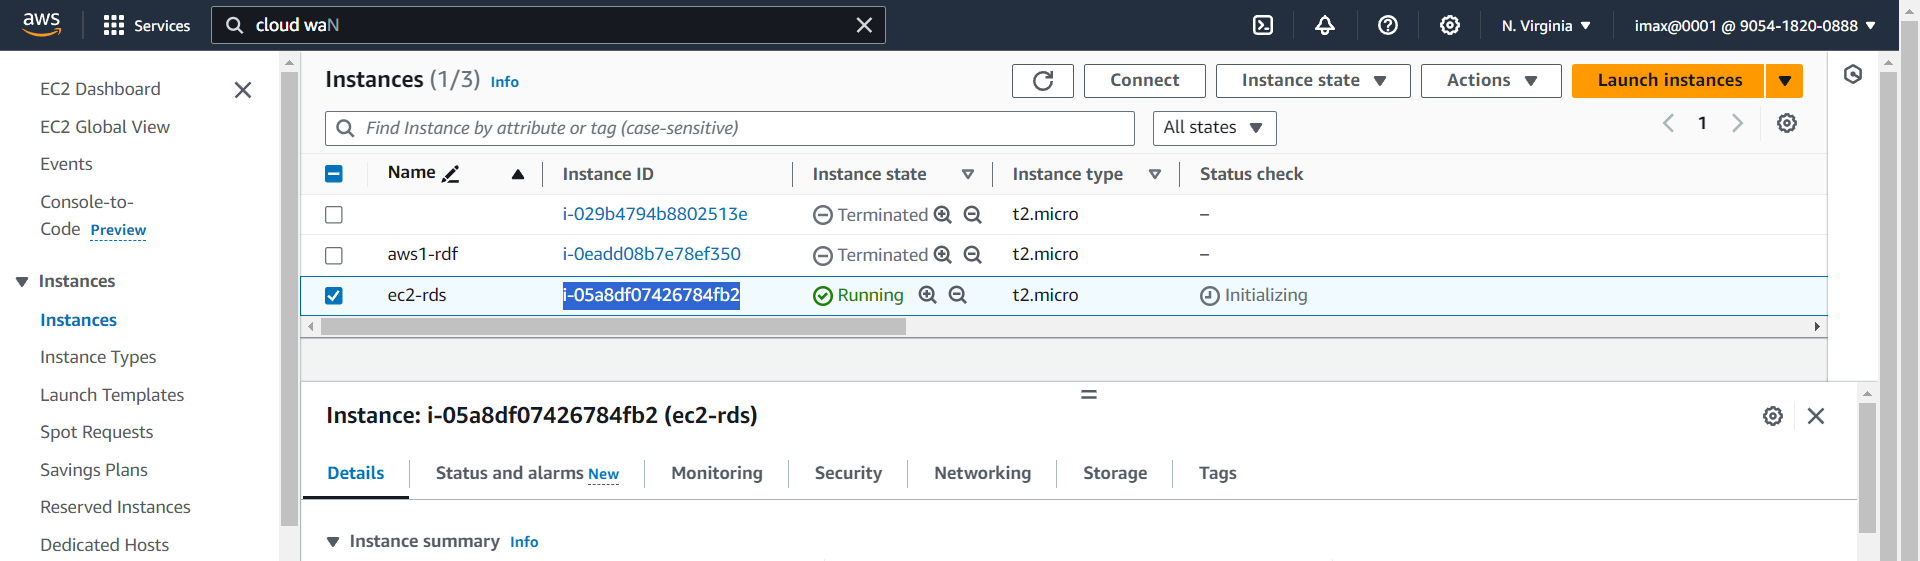 aws
Services
cloud waN
N. Virginia
imax@0001 @ 9054-1820-0888
EC2 Dashboard
EC2 Global View
Events
Console-to-
Code Preview
Instances
Instances
Instance Types
Launch Templates
Spot Requests
Savings Plans
Reserved Instances
Dedicated Hosts
Instances (1/3) Info
Connect
Instance state
Actions
Launch instances
Find Instance by attribute or tag (case-sensitive)
All states
1
Name Instance ID Instance state Instance type Status check
i-029b4794b8802513e Terminated t2.micro –
aws1-rdf i-0eadd08b7e78ef350 Terminated t2.micro –
ec2-rds i-05a8df07426784fb2 Running t2.micro Initializing
Instance: i-05a8df07426784fb2 (ec2-rds)
Details Status and alarms New Monitoring Security Networking Storage Tags
Instance summary Info